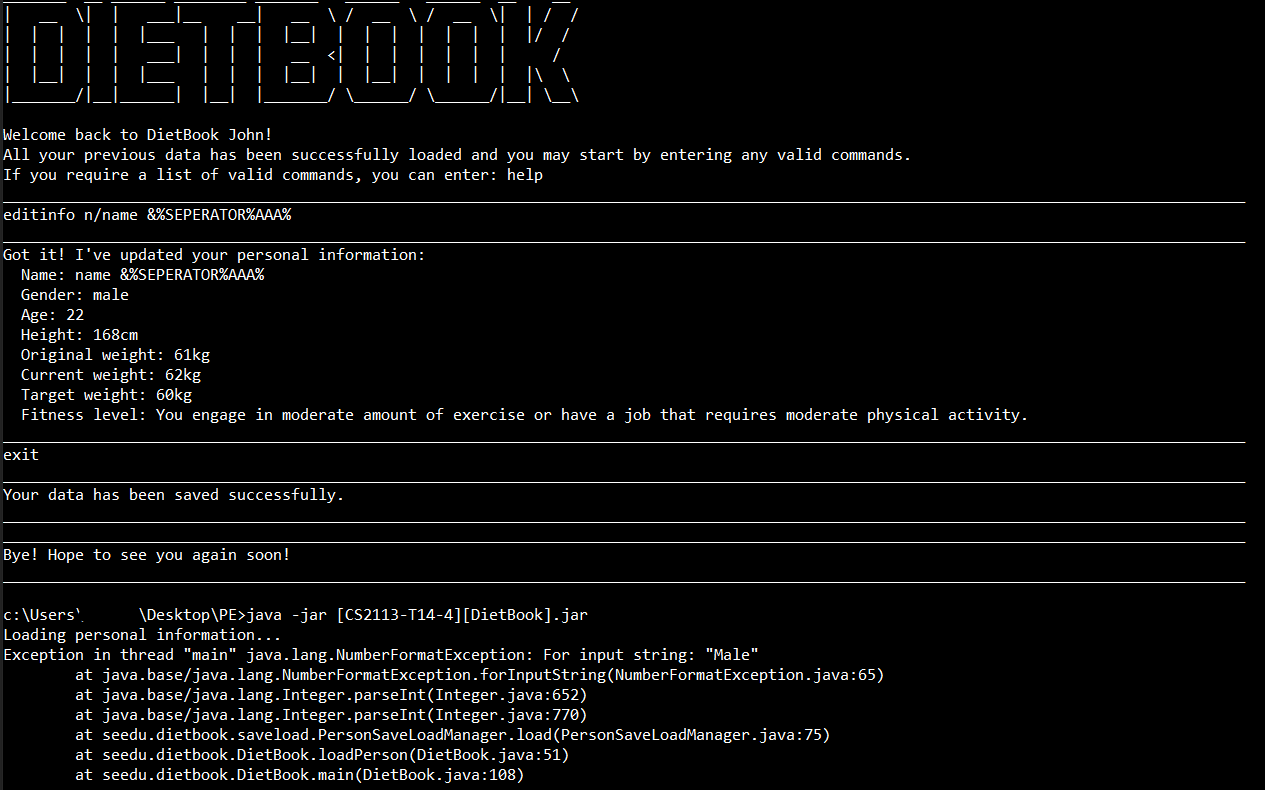 DIETBOOK
Welcome back to DietBook John!
All your previous data has been successfully loaded and you may start by entering any valid commands.
If you require a list of valid commands, you can enter: help
editinfo n/name &%SEPERATOR%AAA%
Got it! I've updated your personal information:
Name: name &%SEPERATOR%AAA%
Gender: male
Age: 22
Height: 168cm
Original weight: 61kg
Current weight: 62kg
Target weight: 60kg
Fitness level: You engage in moderate amount of exercise or have a job that requires moderate physical activity.
exit
Your data has been saved successfully.
Bye! Hope to see you again soon!
c:\Users\ \Desktop\PE>java -jar [CS2113-T14-4][DietBook].jar
Loading personal information...
Exception in thread "main" java.lang.NumberFormatException: For input string: "Male"
at java.base/java.lang.NumberFormatException.forInputString(NumberFormatException.java:65)
at java.base/java.lang.Integer.parseInt(Integer.java:652)
at java.base/java.lang.Integer.parseInt(Integer.java:770)
at seedu.dietbook.saveload.PersonSaveLoadManager.load(PersonSaveLoadManager.java:75)
at seedu.dietbook.DietBook.loadPerson(DietBook.java:51)
at seedu.dietbook.DietBook.main(DietBook.java:108)